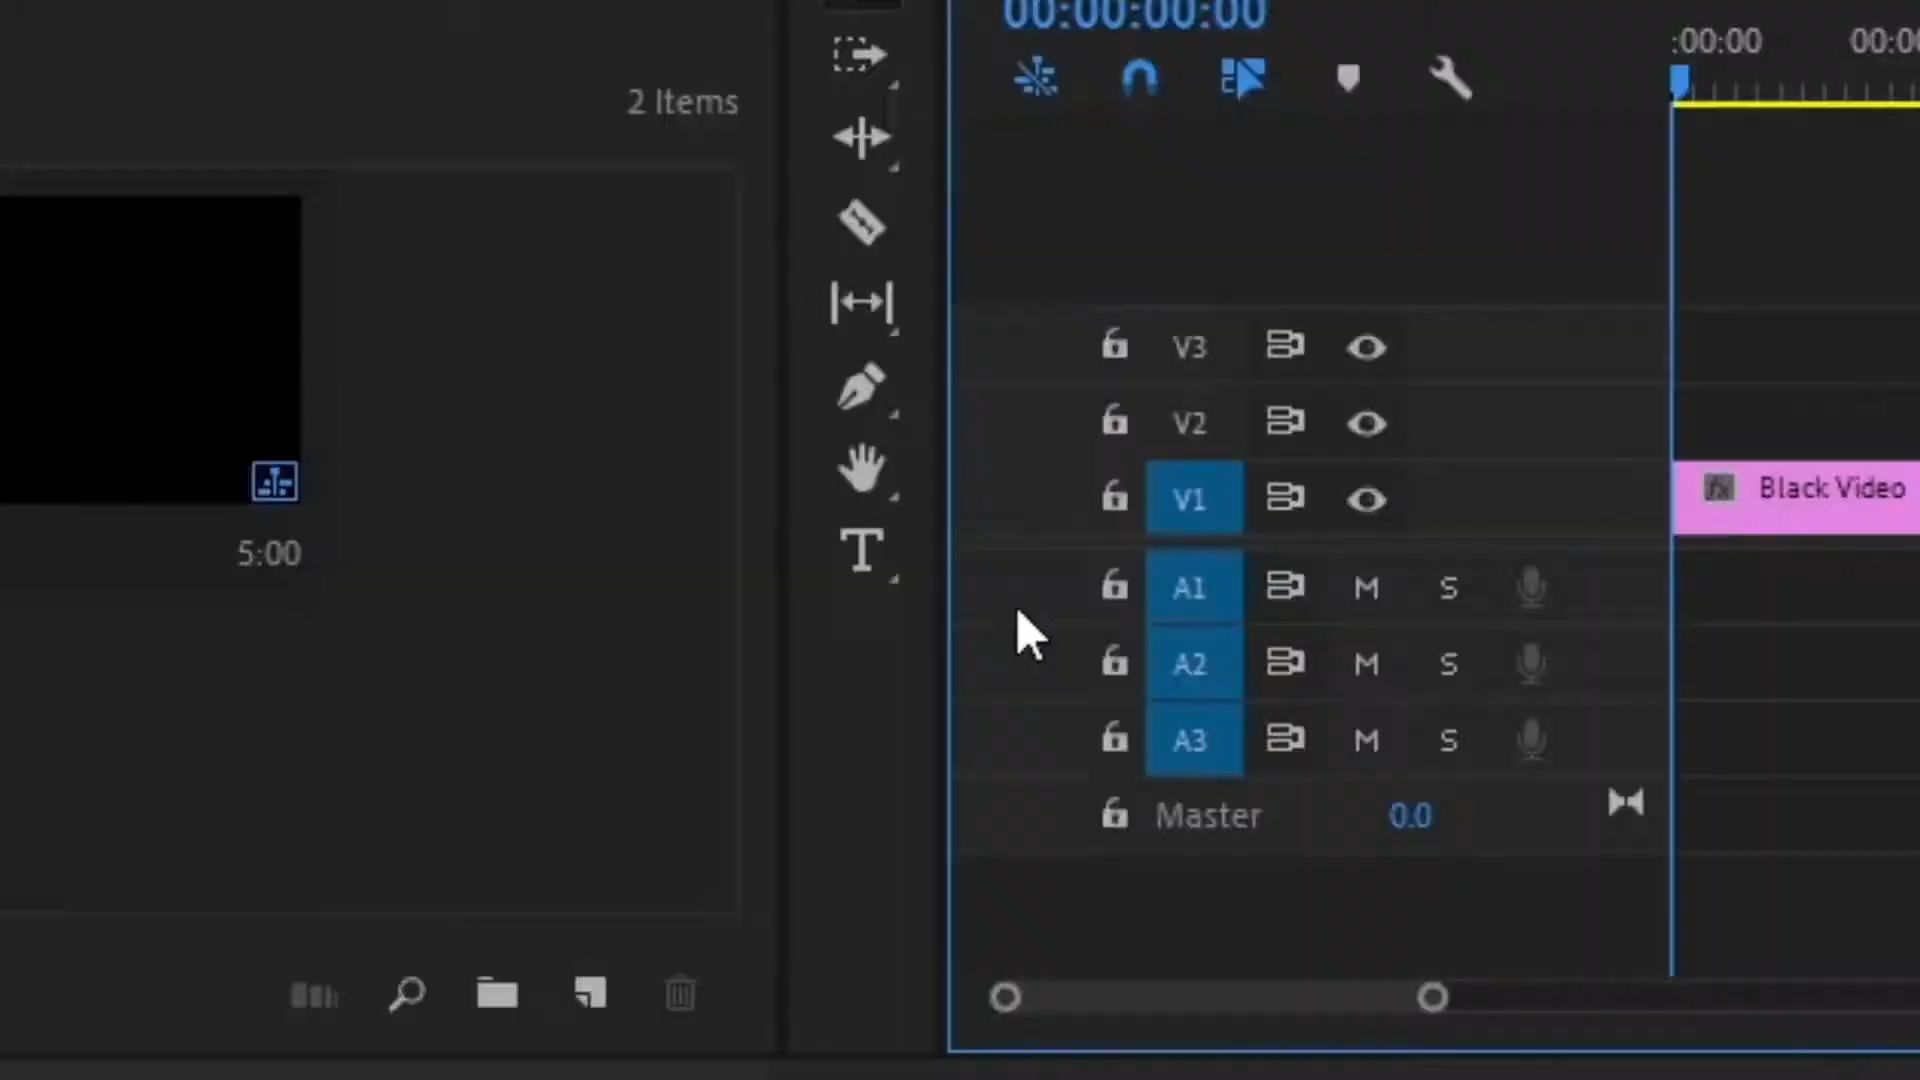 00:00:00:00
:00:00
2 Items
V3
V2
V1
fx Black Video
5:00
A1 M S
A2 M S
A3 M S
Master 0.0